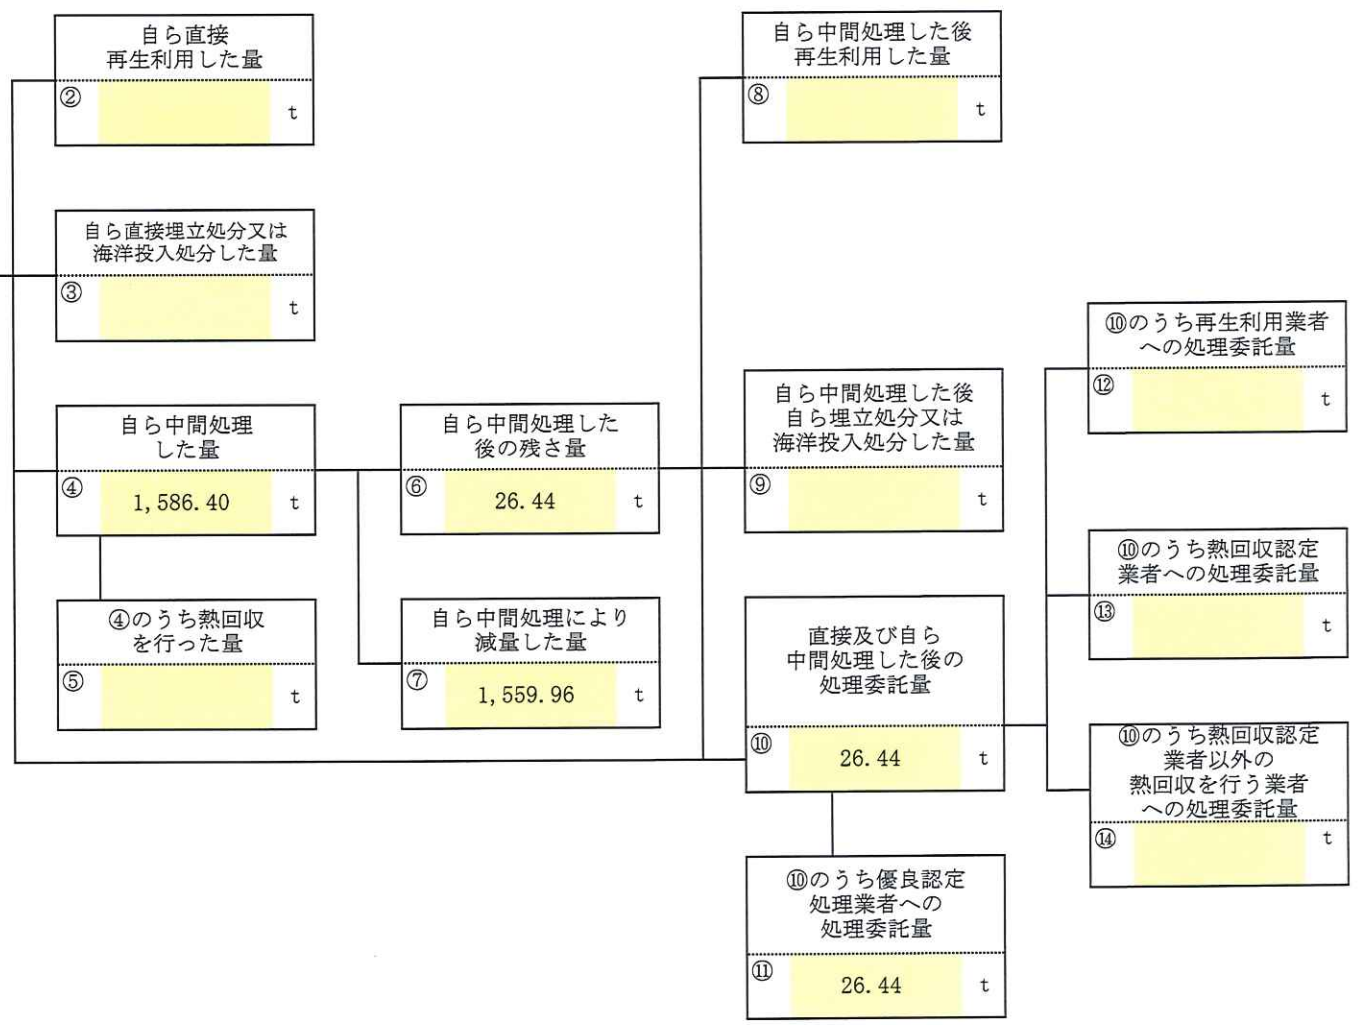 自ら直接
再生利用した量
②
t
自ら直接埋立処分又は
海洋投入処分した量
③
t
自ら中間処理
した量
④
1,586.40
t
④のうち熱回収
を行った量
⑤
t
自ら中間処理した
後の残さ量
⑥
26.44
t
自ら中間処理により
減量した量
⑦
1,559.96
t
自ら中間処理した後
再生利用した量
⑧
t
自ら中間処理した後
自ら埋立処分又は
海洋投入処分した量
⑨
t
直接及び自ら
中間処理した後の
処理委託量
⑩
26.44
t
⑩のうち優良認定
処理業者への
処理委託量
⑪
26.44
t
⑩のうち再生利用業者
への処理委託量
⑫
t
⑩のうち熱回収認定
業者への処理委託量
⑬
t
⑩のうち熱回収認定
業者以外の
熱回収を行う業者
への処理委託量
⑭
t